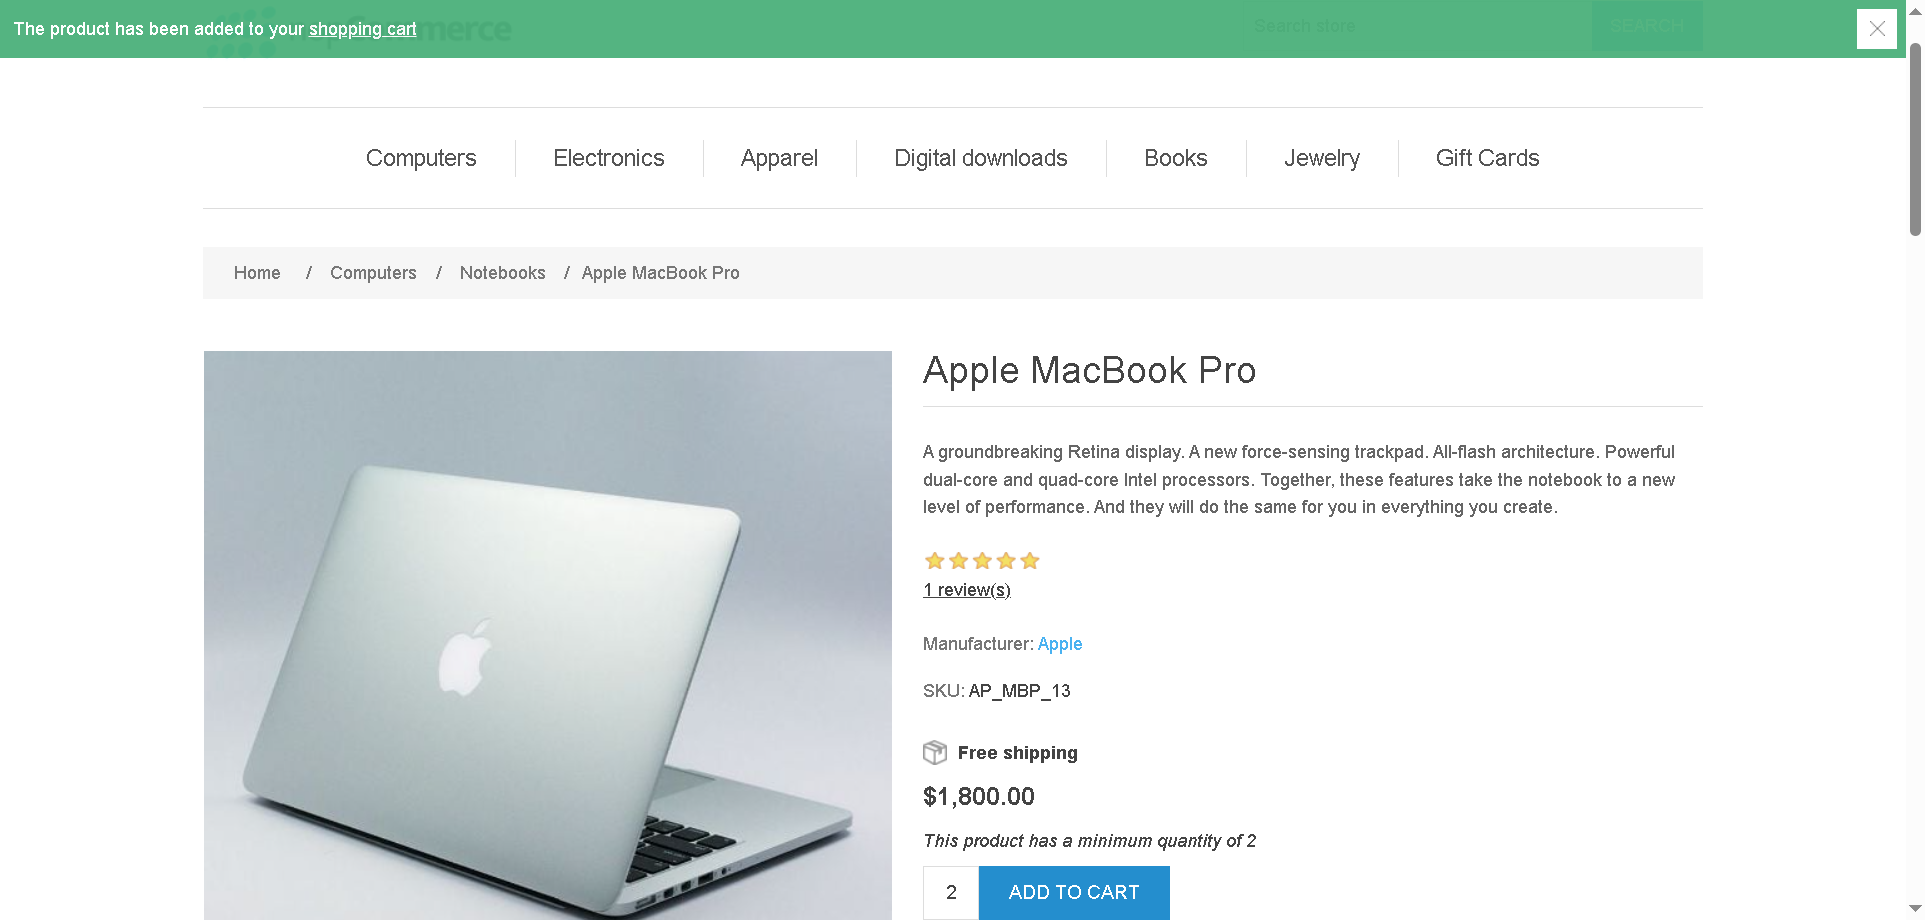 The product has been added to your shopping cart
Search store
SEARCH
Computers
Electronics
Apparel
Digital downloads
Books
Jewelry
Gift Cards
Home / Computers / Notebooks / Apple MacBook Pro
Apple MacBook Pro
A groundbreaking Retina display. A new force-sensing trackpad. All-flash architecture. Powerful
dual-core and quad-core Intel processors. Together, these features take the notebook to a new
level of performance. And they will do the same for you in everything you create.
1 review(s)
Manufacturer: Apple
SKU: AP_MBP_13
Free shipping
$1,800.00
This product has a minimum quantity of 2
2
ADD TO CART